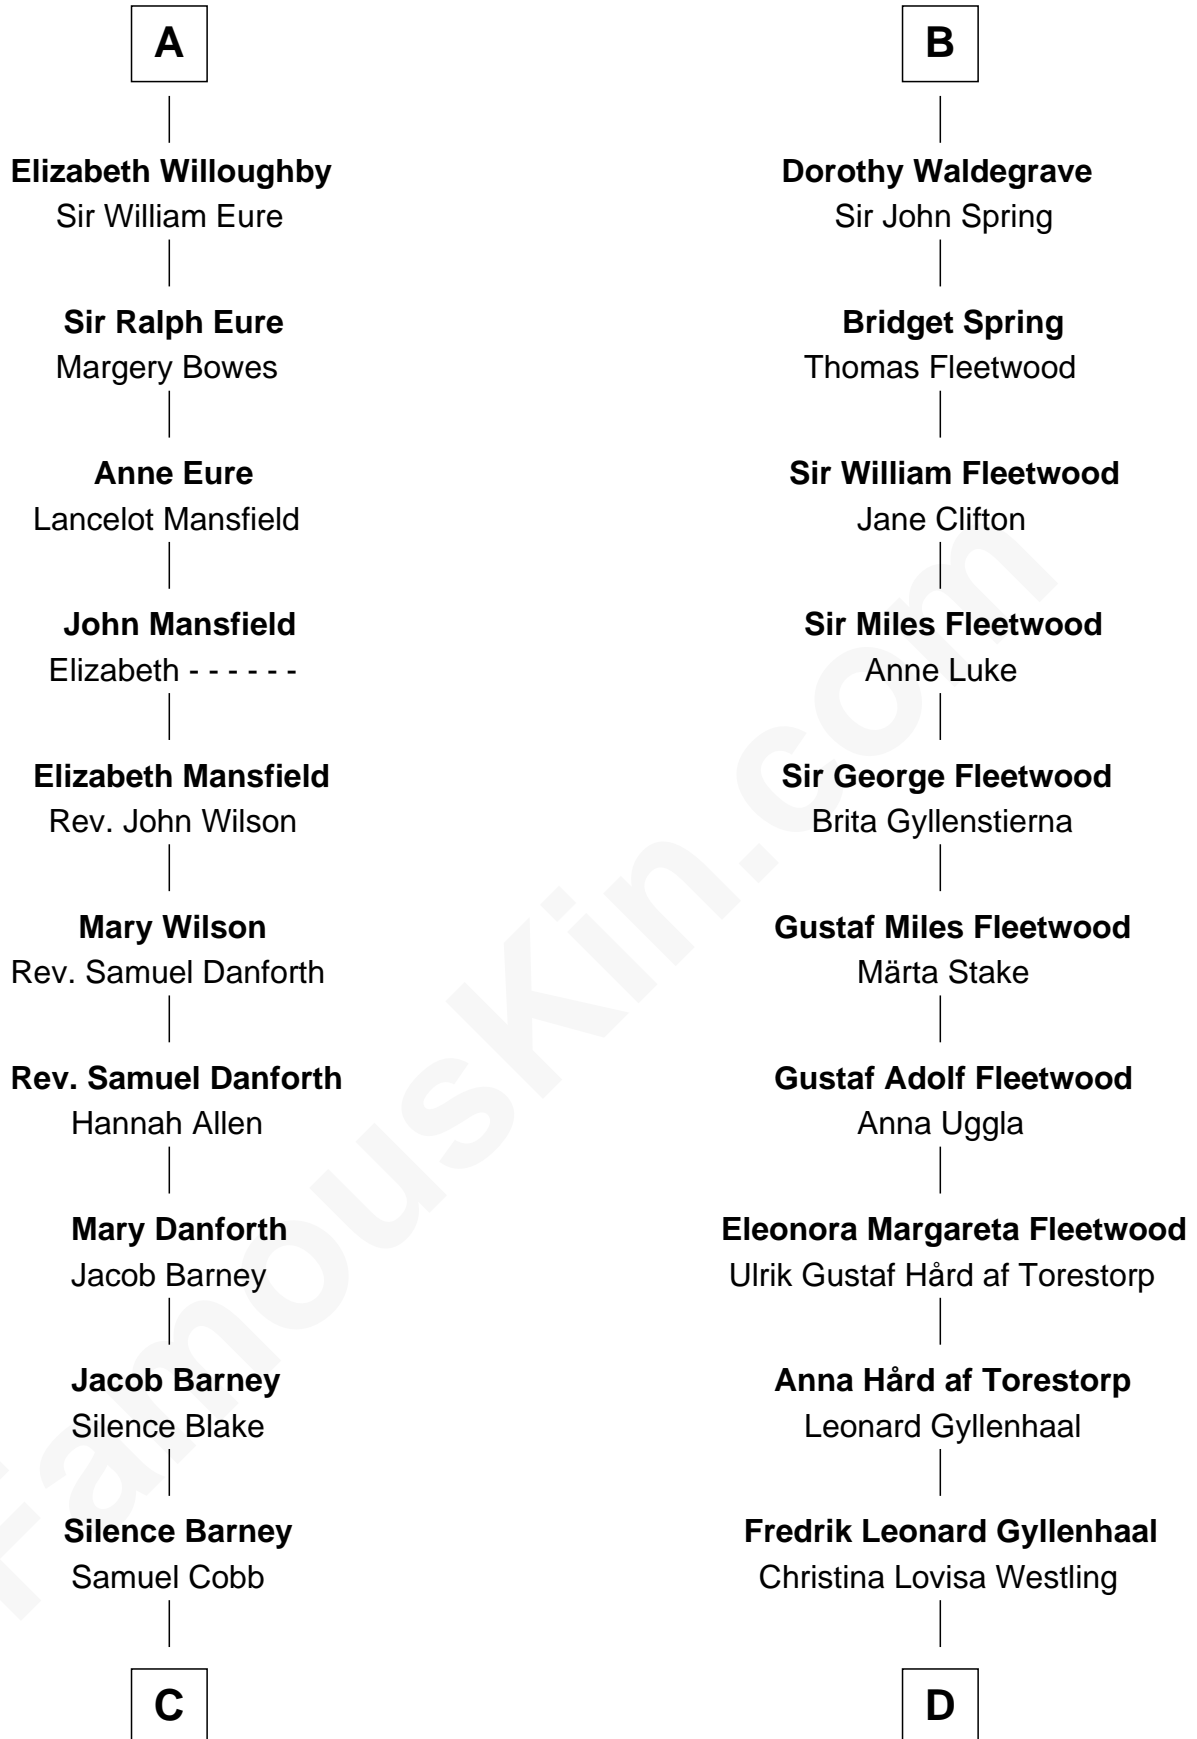 A
Elizabeth Willoughby
Sir William Eure
Sir Ralph Eure
Margery Bowes
Anne Eure
Lancelot Mansfield
John Mansfield
Elizabeth - - - - - -
Elizabeth Mansfield
Rev. John Wilson
Mary Wilson
Rev. Samuel Danforth
Rev. Samuel Danforth
Hannah Allen
Mary Danforth
Jacob Barney
Jacob Barney
Silence Blake
Silence Barney
Samuel Cobb
C
B
Dorothy Waldegrave
Sir John Spring
Bridget Spring
Thomas Fleetwood
Sir William Fleetwood
Jane Clifton
Sir Miles Fleetwood
Anne Luke
Sir George Fleetwood
Brita Gyllenstierna
Gustaf Miles Fleetwood
Märta Stake
Gustaf Adolf Fleetwood
Anna Uggla
Eleonora Margareta Fleetwood
Ulrik Gustaf Hård af Torestorp
Anna Hård af Torestorp
Leonard Gyllenhaal
Fredrik Leonard Gyllenhaal
Christina Lovisa Westling
D
FamousKin.com